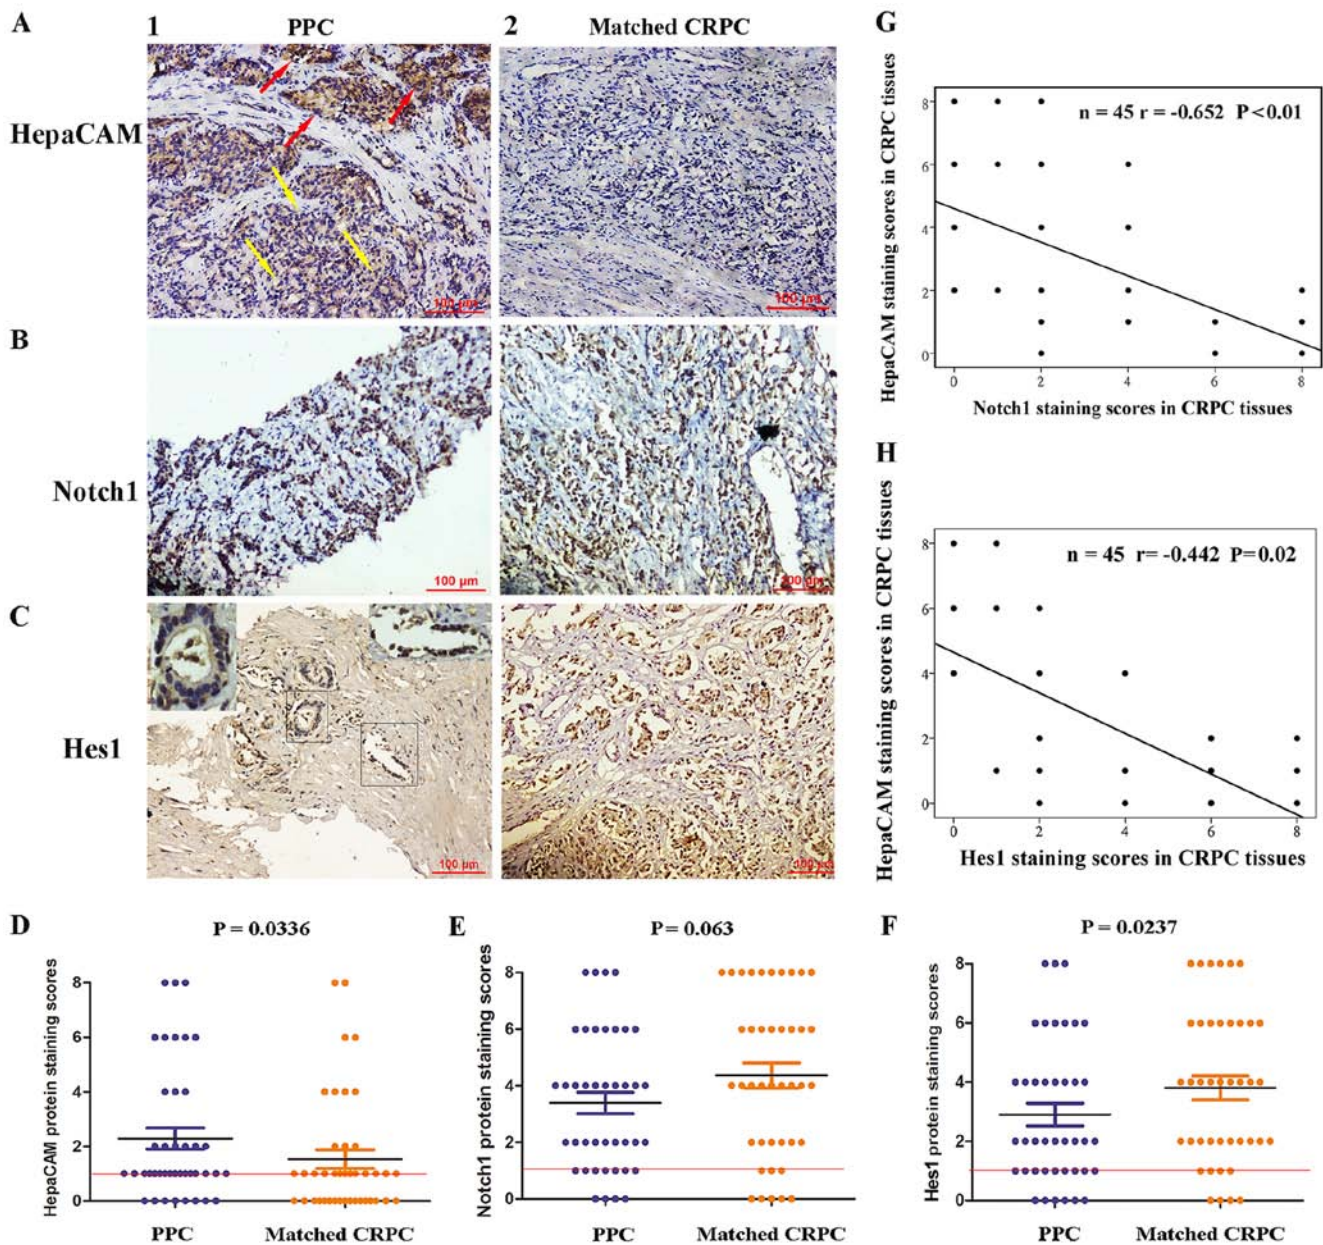 A 1 PPC 2 Matched CRPC
HepaCAM
100 µm
100 µm
B
Notch1
100 µm
100 µm
C
Hes1
100 µm
100 µm
G
HepaCAM staining scores in CRPC tissues
n = 45 r = -0.652 P<0.01
8
6
4
2
0
0 2 4 6 8
Notch1 staining scores in CRPC tissues
H
HepaCAM staining scores in CRPC tissues
n = 45 r= -0.442 P=0.02
8
6
4
2
0
0 2 4 6 8
Hes1 staining scores in CRPC tissues
D
P = 0.0336
HepaCAM protein staining scores
8
6
4
2
0
PPC Matched CRPC
E
P = 0.063
Notch1 protein staining scores
8
6
4
2
0
PPC Matched CRPC
F
P = 0.0237
Hes1 protein staining scores
8
6
4
2
0
PPC Matched CRPC